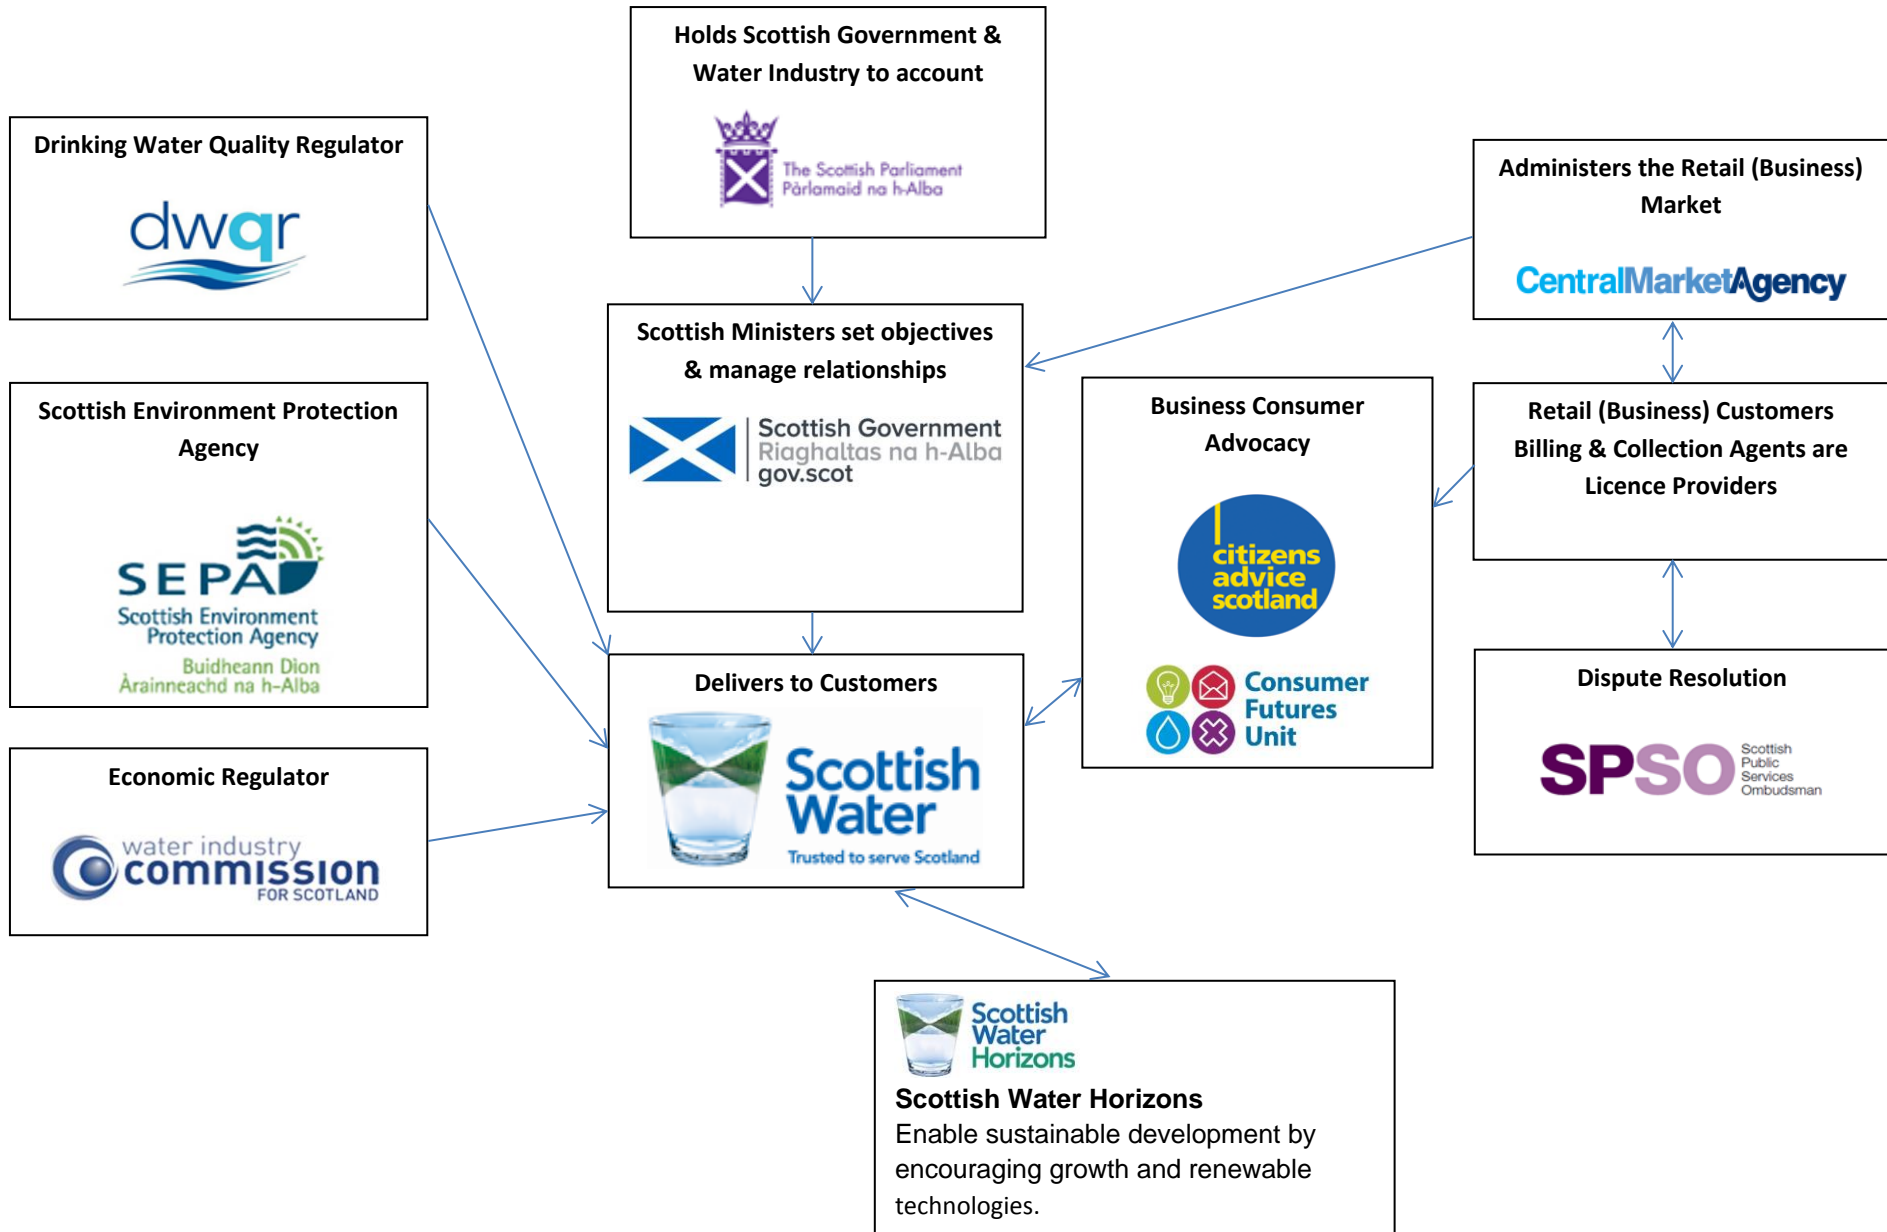 Holds Scottish Government &
Water Industry to account
The Scottish Parliament
Pàrlamaid na h-Alba
Drinking Water Quality Regulator
dwqr
Administers the Retail (Business)
Market
CentralMarketAgency
Scottish Ministers set objectives
& manage relationships
Scottish Government
Riaghaltas na h-Alba
gov.scot
Scottish Environment Protection
Agency
SEPA
Scottish Environment
Protection Agency
Buidheann Dìon
Àrainneachd na h-Alba
Business Consumer
Advocacy
citizens
advice
scotland
Consumer
Futures
Unit
Retail (Business) Customers
Billing & Collection Agents are
Licence Providers
Delivers to Customers
Scottish
Water
Trusted to serve Scotland
Dispute Resolution
SPSO
Scottish
Public
Services
Ombudsman
Economic Regulator
water industry
commission
FOR SCOTLAND
Scottish
Water
Horizons
Scottish Water Horizons
Enable sustainable development by
encouraging growth and renewable
technologies.